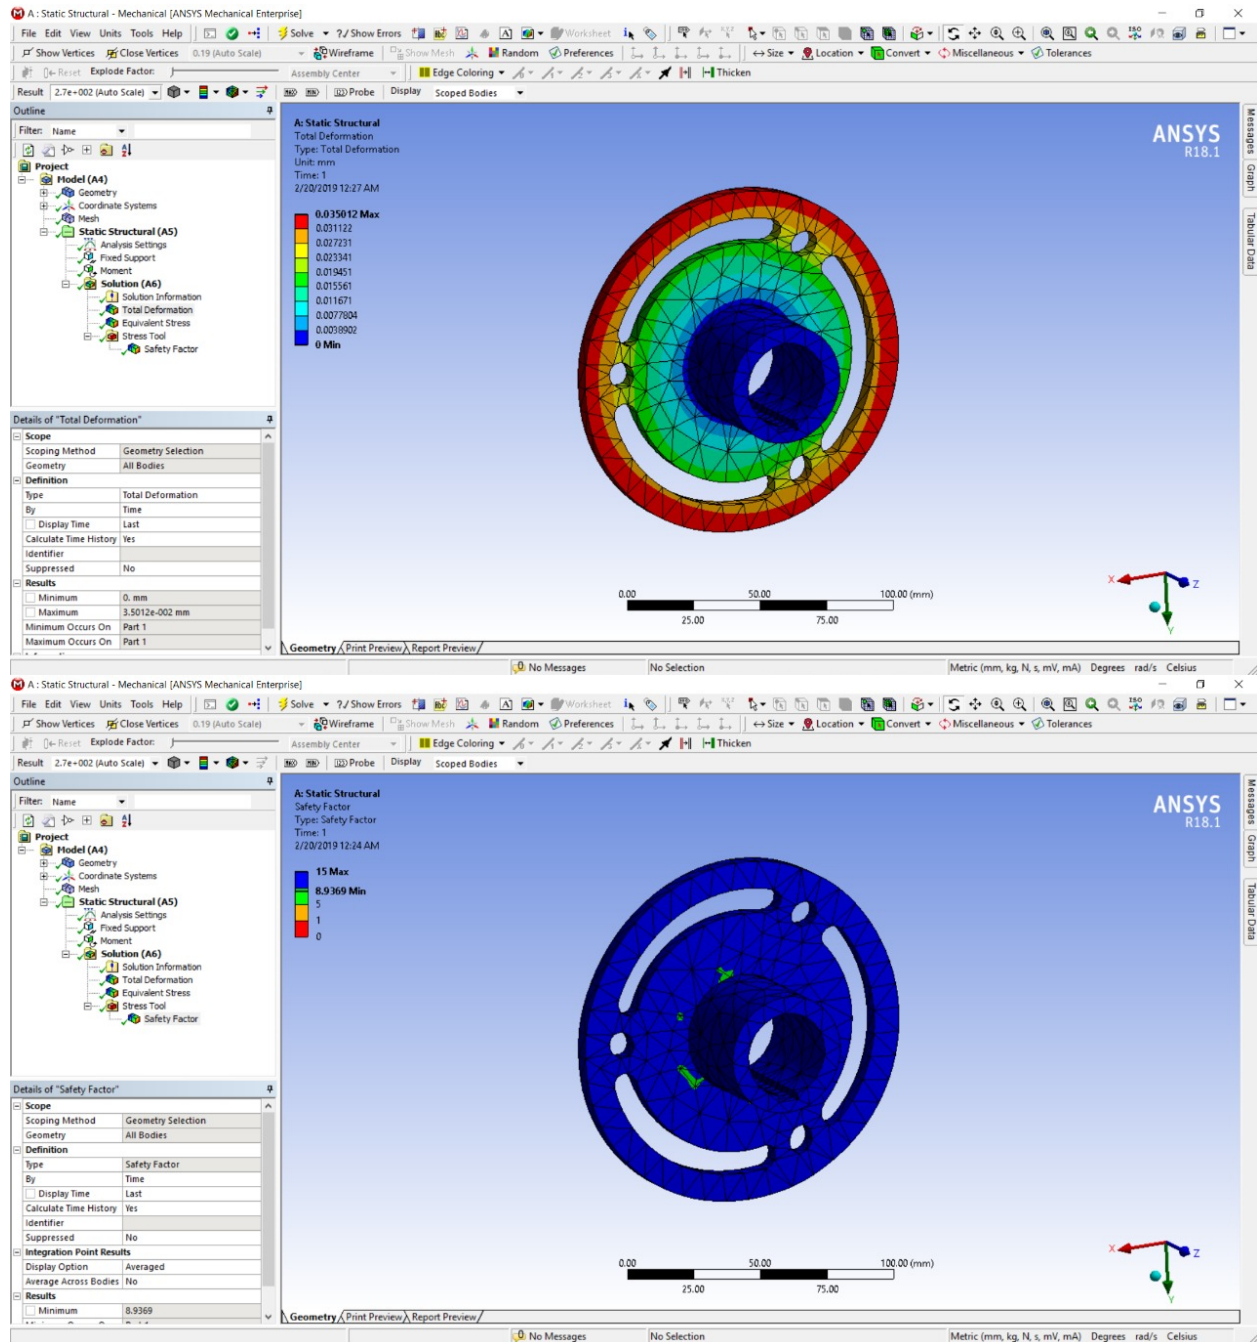 A : Static Structural - Mechanical [ANSYS Mechanical Enterprise]
File Edit View Units Tools Help Solve ?/ Show Errors Worksheet
Show Vertices Close Vertices 0.19 (Auto Scale) Wireframe Show Mesh Random Preferences Size Location Convert Miscellaneous Tolerances
Reset Explode Factor: Assembly Center Edge Coloring Thicken
Result 2.7e+002 (Auto Scale) Probe Display Scoped Bodies
Outline
Filter: Name
Project
Model (A4)
Geometry
Coordinate Systems
Mesh
Static Structural (A5)
Analysis Settings
Fixed Support
Moment
Solution (A6)
Solution Information
Total Deformation
Equivalent Stress
Stress Tool
Safety Factor
Details of "Total Deformation"
Scope
Scoping Method Geometry Selection
Geometry All Bodies
Definition
Type Total Deformation
By Time
Display Time Last
Calculate Time History Yes
Identifier
Suppressed No
Results
Minimum 0. mm
Maximum 3.5012e-002 mm
Minimum Occurs On Part 1
Maximum Occurs On Part 1
A: Static Structural
Total Deformation
Type: Total Deformation
Unit: mm
Time: 1
2/20/2019 12:27 AM
0.035012 Max
0.031122
0.027231
0.023341
0.019451
0.015561
0.011671
0.0077804
0.0038902
0 Min
ANSYS
R18.1
Messages
Graph
Tabular Data
0.00 50.00 100.00 (mm)
25.00 75.00
X Y Z
Geometry Print Preview Report Preview
No Messages No Selection Metric (mm, kg, N, s, mV, mA) Degrees rad/s Celsius
A : Static Structural - Mechanical [ANSYS Mechanical Enterprise]
File Edit View Units Tools Help Solve ?/ Show Errors Worksheet
Show Vertices Close Vertices 0.19 (Auto Scale) Wireframe Show Mesh Random Preferences Size Location Convert Miscellaneous Tolerances
Reset Explode Factor: Assembly Center Edge Coloring Thicken
Result 2.7e+002 (Auto Scale) Probe Display Scoped Bodies
Outline
Filter: Name
Project
Model (A4)
Geometry
Coordinate Systems
Mesh
Static Structural (A5)
Analysis Settings
Fixed Support
Moment
Solution (A6)
Solution Information
Total Deformation
Equivalent Stress
Stress Tool
Safety Factor
Details of "Safety Factor"
Scope
Scoping Method Geometry Selection
Geometry All Bodies
Definition
Type Safety Factor
By Time
Display Time Last
Calculate Time History Yes
Identifier
Suppressed No
Integration Point Results
Display Option Averaged
Average Across Bodies No
Results
Minimum 8.9369
A: Static Structural
Safety Factor
Type: Safety Factor
Time: 1
2/20/2019 12:24 AM
15 Max
8.9369 Min
5
1
0
ANSYS
R18.1
Messages
Graph
Tabular Data
0.00 50.00 100.00 (mm)
25.00 75.00
X Y Z
Geometry Print Preview Report Preview
No Messages No Selection Metric (mm, kg, N, s, mV, mA) Degrees rad/s Celsius